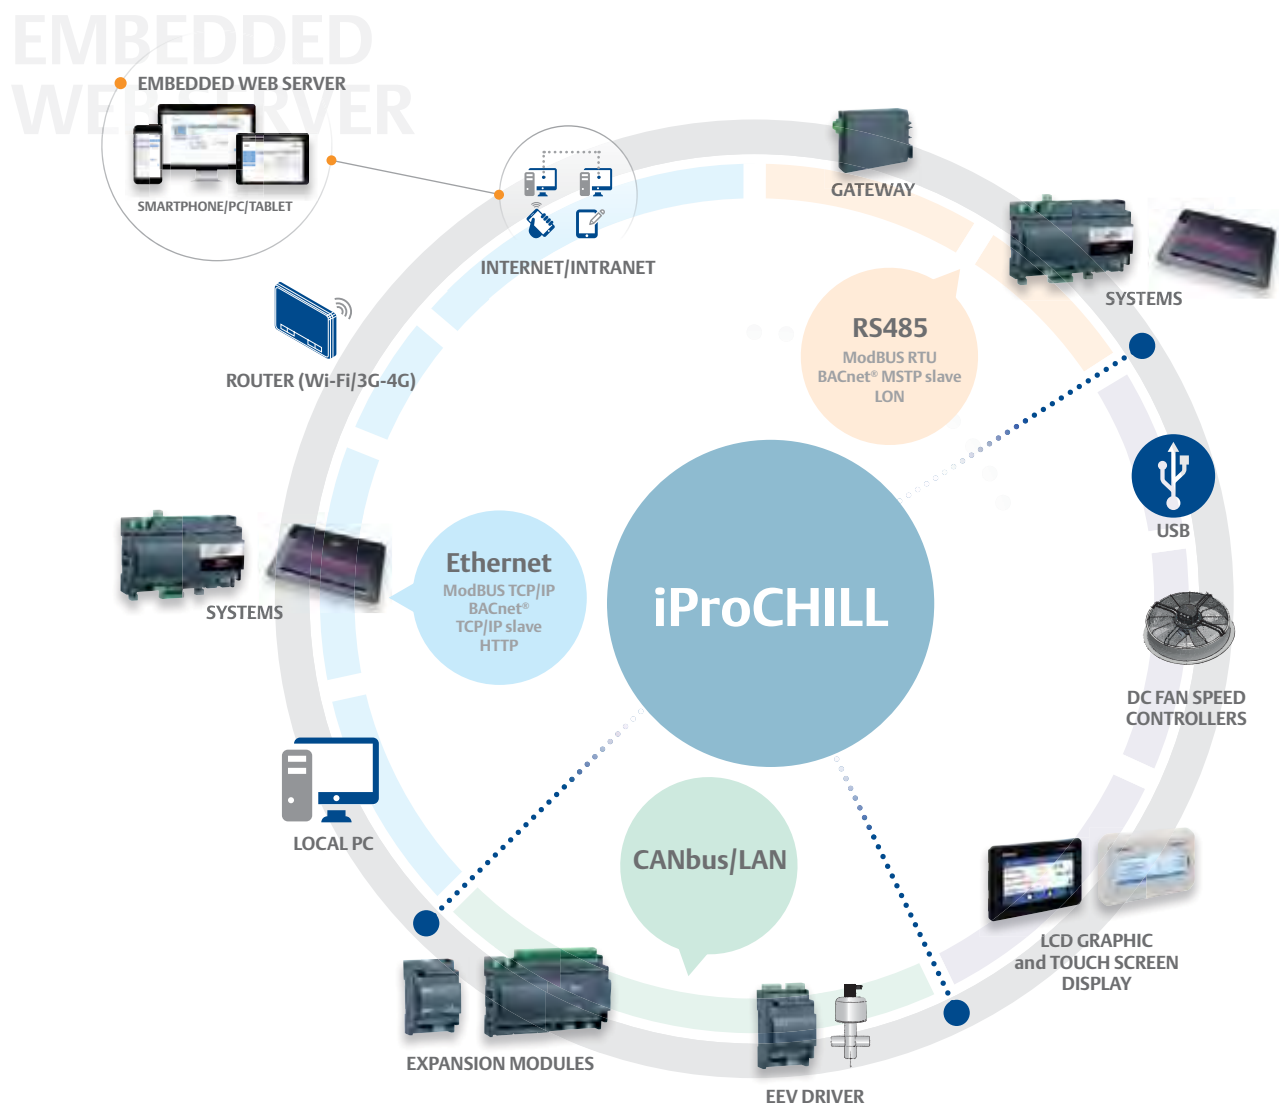 EMBEDDED
WEB SERVER
EMBEDDED WEB SERVER
SMARTPHONE/PC/TABLET
INTERNET/INTRANET
GATEWAY
SYSTEMS
ROUTER (Wi-Fi/3G-4G)
RS485
ModBUS RTU
BACnet® MSTP slave
LON
USB
SYSTEMS
Ethernet
ModBUS TCP/IP
BACnet®
TCP/IP slave
HTTP
iProCHILL
DC FAN SPEED
CONTROLLERS
LOCAL PC
CANbus/LAN
LCD GRAPHIC
and TOUCH SCREEN
DISPLAY
EXPANSION MODULES
EEV DRIVER